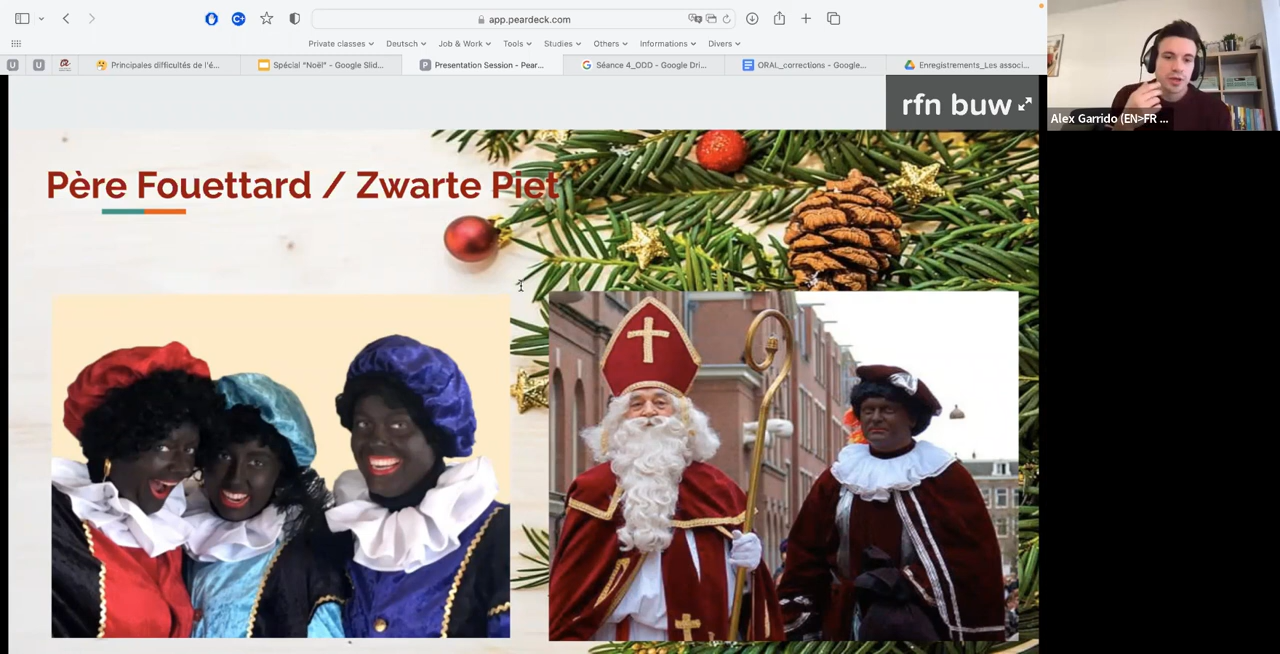 app.peardeck.com
Private classes
Deutsch
Job & Work
Tools
Studies
Others
Informations
Divers
Principales difficultés de l'é...
Spécial "Noël" - Google Slid...
Presentation Session - Pear...
Séance 4_ODD - Google Dri...
ORAL_corrections - Google...
Enregistrements_Les associ...
rfn buw
Alex Garrido (EN>FR ...
Père Fouettard / Zwarte Piet